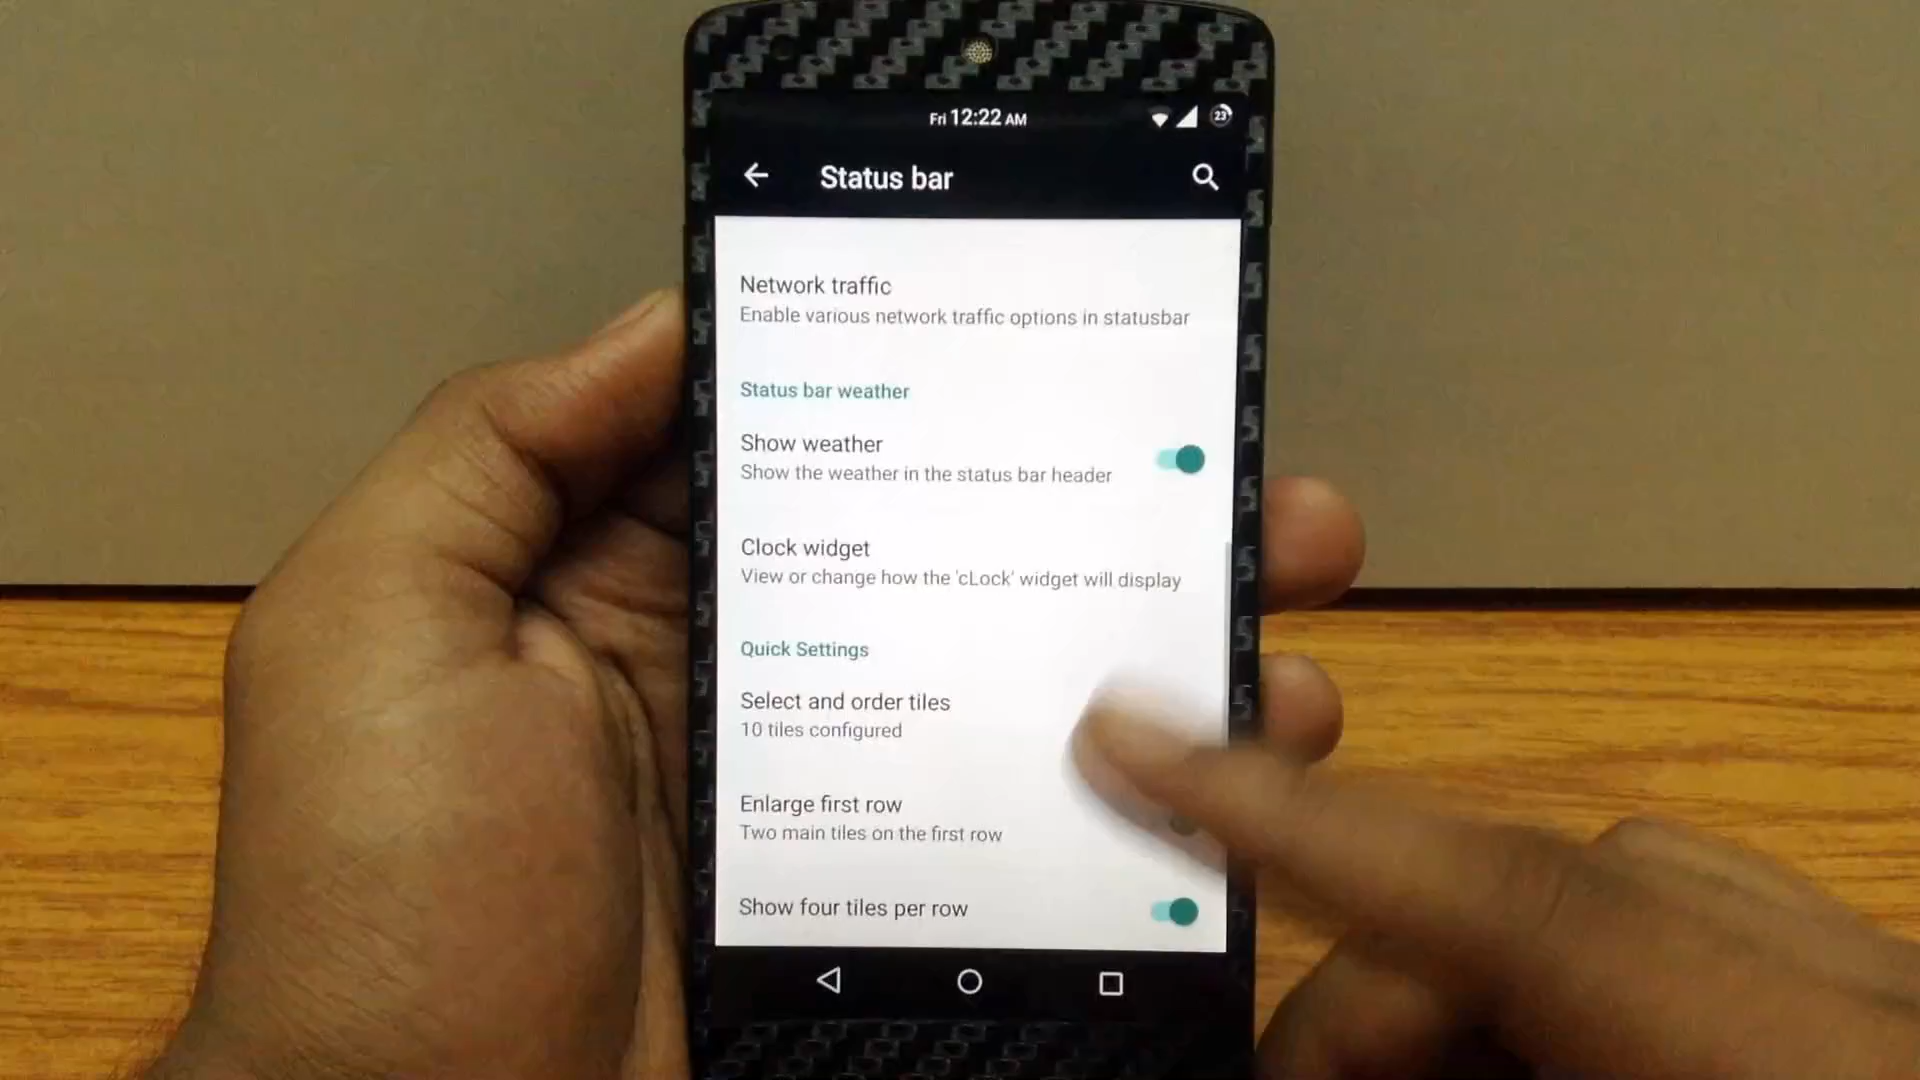 Fri 12:22 AM
23
Status bar
Network traffic
Enable various network traffic options in statusbar
Status bar weather
Show weather
Show the weather in the status bar header
Clock widget
View or change how the 'cLock' widget will display
Quick Settings
Select and order tiles
10 tiles configured
Enlarge first row
Two main tiles on the first row
Show four tiles per row